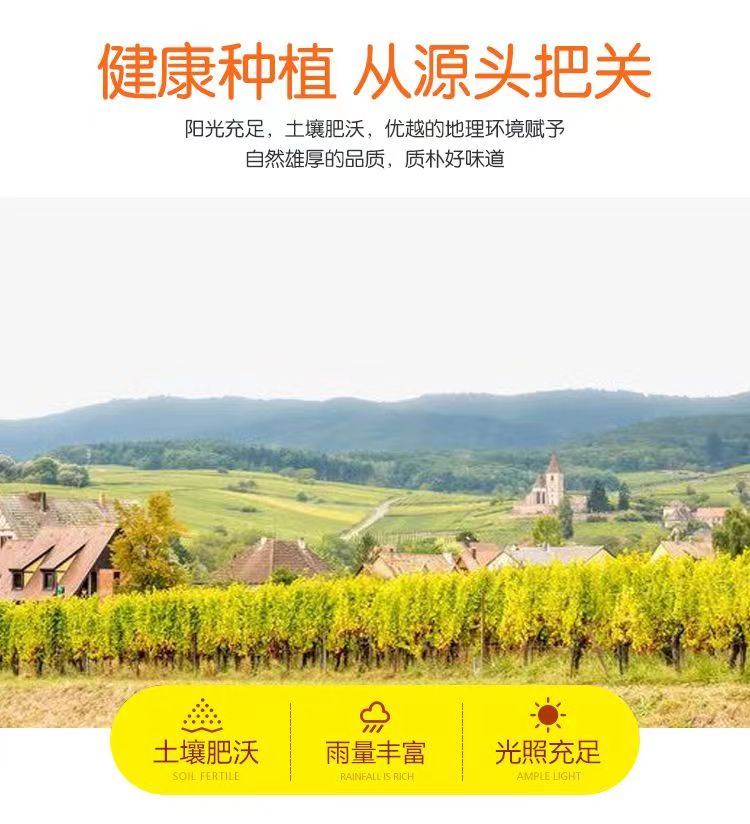 健康种植 从源头把关
阳光充足，土壤肥沃，优越的地理环境赋予
自然雄厚的品质，质朴好味道
土壤肥沃
SOIL FERTILE
雨量丰富
RAINFALL IS RICH
光照充足
AMPLE LIGHT